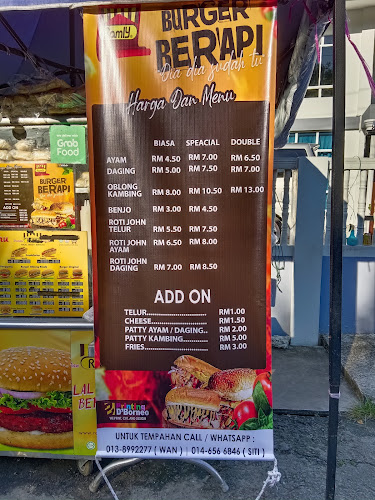 Family
BURGER
BERAPI
Dia dia sudah tu
Harga Dan Menu
BIASA SPEACIAL DOUBLE
AYAM RM 4.50 RM 7.00 RM 6.50
DAGING RM 5.00 RM 7.50 RM 7.00
OBLONG
KAMBING RM 8.00 RM 10.50 RM 13.00
BENJO RM 3.00 RM 4.50
ROTI JOHN
TELUR RM 5.50 RM 7.50
ROTI JOHN
AYAM RM 6.50 RM 8.00
ROTI JOHN
DAGING RM 7.00 RM 8.50
ADD ON
TELUR......................... RM1.00
CHEESE........................ RM1.50
PATTY AYAM / DAGING.. RM 2.00
PATTY KAMBING............ RM 5.00
FRIES............................ RM 3.00
D'Borneo
UNTUK TEMPAHAN CALL / WHATSAPP :
013-8992277 ( WAN ) | 014-656 6846 ( SITI )
Grab
Food
BURGER
BERAPI
ADD ON